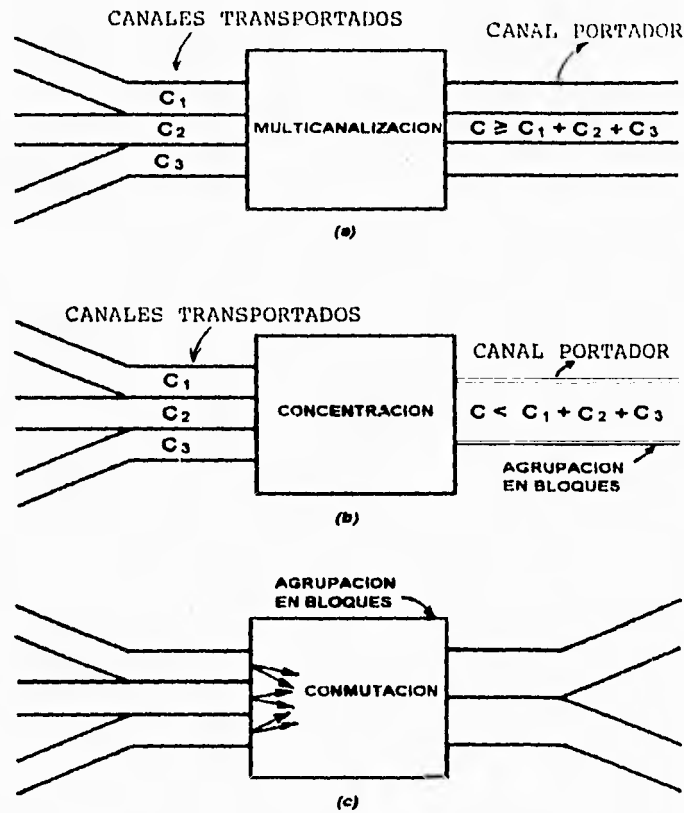 CANALES TRANSPORTADOS
CANAL PORTADOR
C1
C2
C3
MULTICANALIZACIÓN
C ≥ C1 + C2 + C3
(a)
CANALES TRANSPORTADOS
CANAL PORTADOR
C1
C2
C3
CONCENTRACION
C < C1 + C2 + C3
AGRUPACION
EN BLOQUES
(b)
AGRUPACION
EN BLOQUES
CONMUTACION
(c)